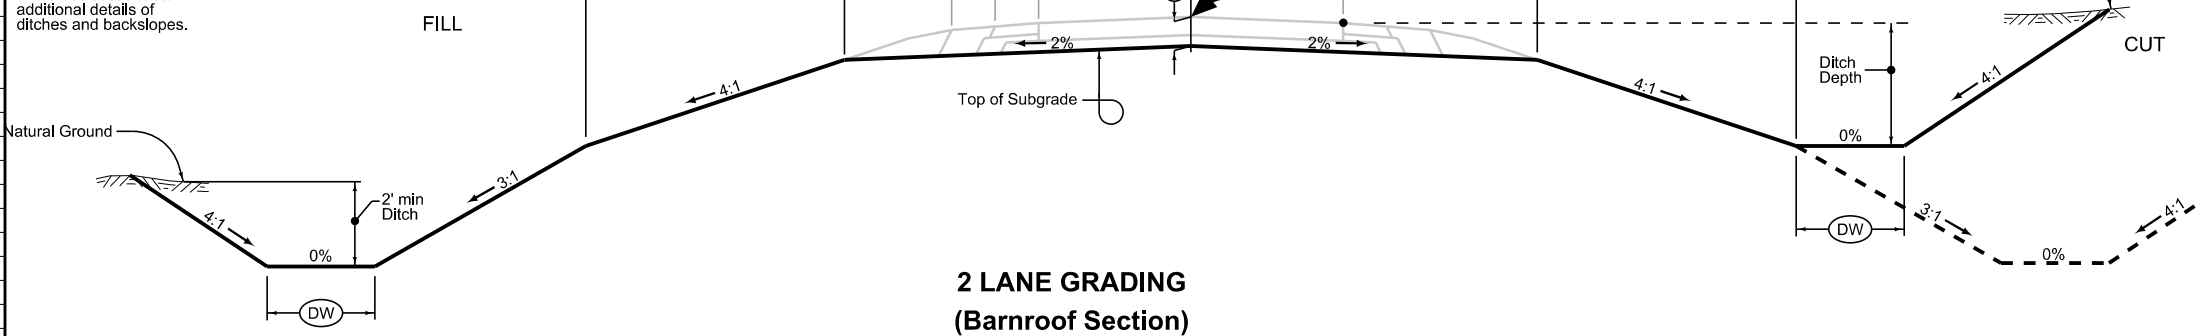 additional details of
ditches and backslopes.
FILL
CUT
2%
2%
Ditch
Depth
4:1
4:1
4:1
Top of Subgrade
Natural Ground
0%
3:1
2' min
Ditch
4:1
3:1
4:1
DW
0%
0%
DW
2 LANE GRADING
(Barnroof Section)